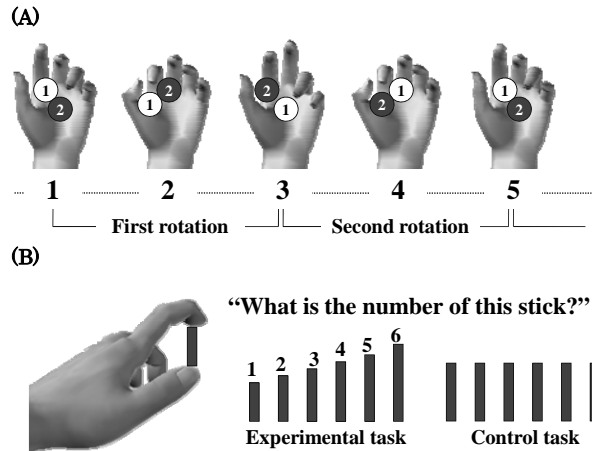 (A)
1 2 1 2 2 1 2 1 1 2
1 2 3 4 5
First rotation Second rotation
(B)
“What is the number of this stick?”
1 2 3 4 5 6
Experimental task Control task